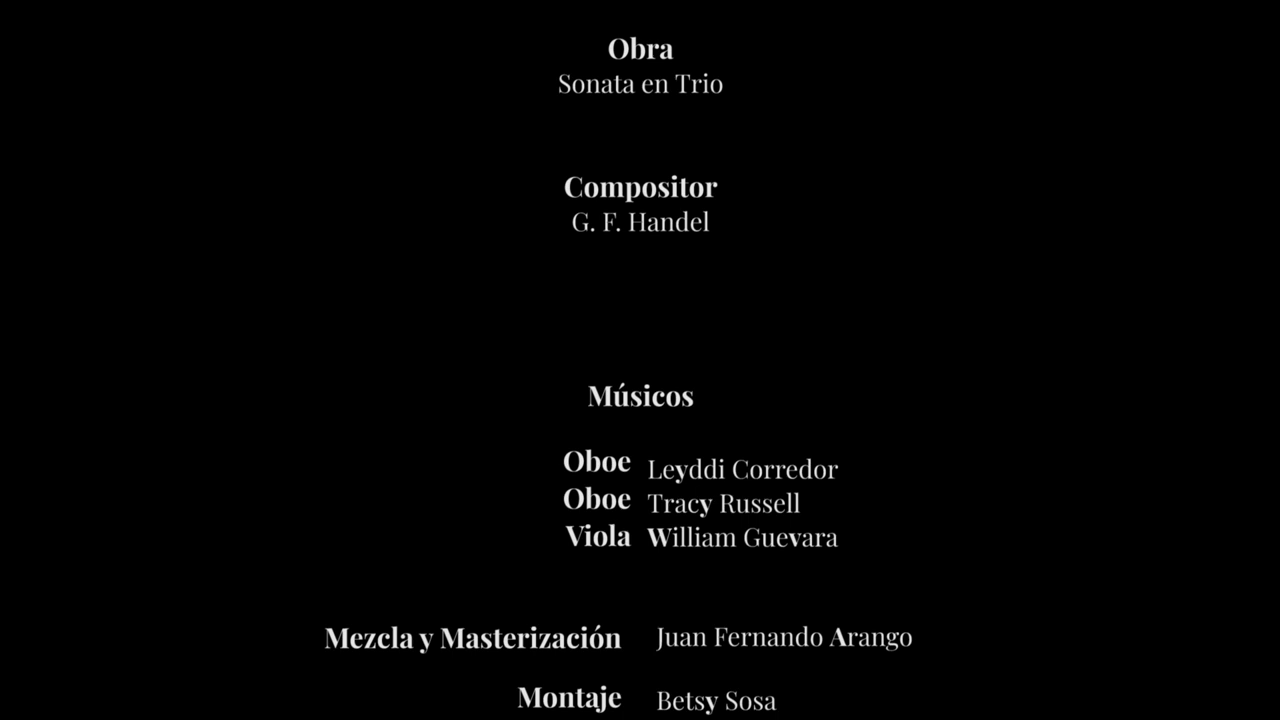 Obra
Sonata en Trio
Compositor
G. F. Handel
Músicos
Oboe Leyddi Corredor
Oboe Tracy Russell
Viola William Guevara
Mezcla y Masterización Juan Fernando Arango
Montaje Betsy Sosa